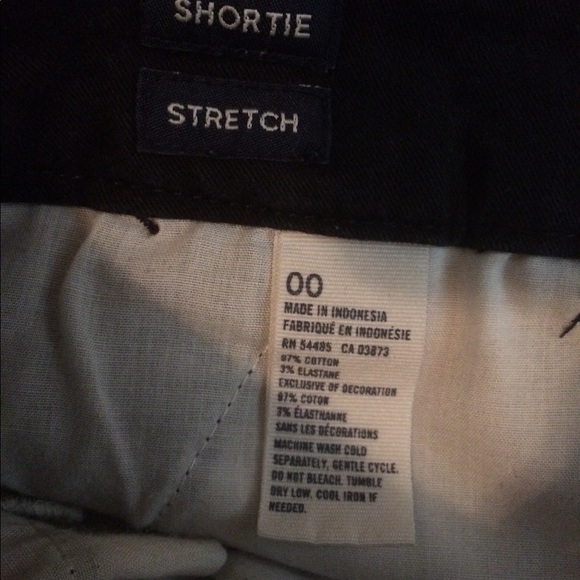 SHORTIE
STRETCH
00
MADE IN INDONESIA
FABRIQUÉ EN INDONÉSIE
RN 54485 CA 03873
97% COTTON
3% ELASTANE
EXCLUSIVE OF DECORATION
97% COTON
3% ÉLASTHANNE
SANS LES DÉCORATIONS
MACHINE WASH COLD
SEPARATELY, GENTLE CYCLE.
DO NOT BLEACH. TUMBLE
DRY LOW. COOL IRON IF
NEEDED.